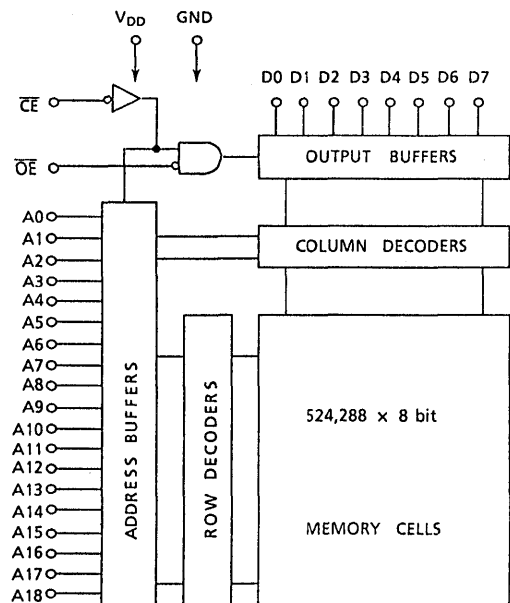 VDD GND
D0 D1 D2 D3 D4 D5 D6 D7
CE
OE
OUTPUT BUFFERS
A0
A1
A2
A3
A4
A5
A6
A7
A8
A9
A10
A11
A12
A13
A14
A15
A16
A17
A18
COLUMN DECODERS
ADDRESS BUFFERS
ROW DECODERS
524,288 × 8 bit
MEMORY CELLS